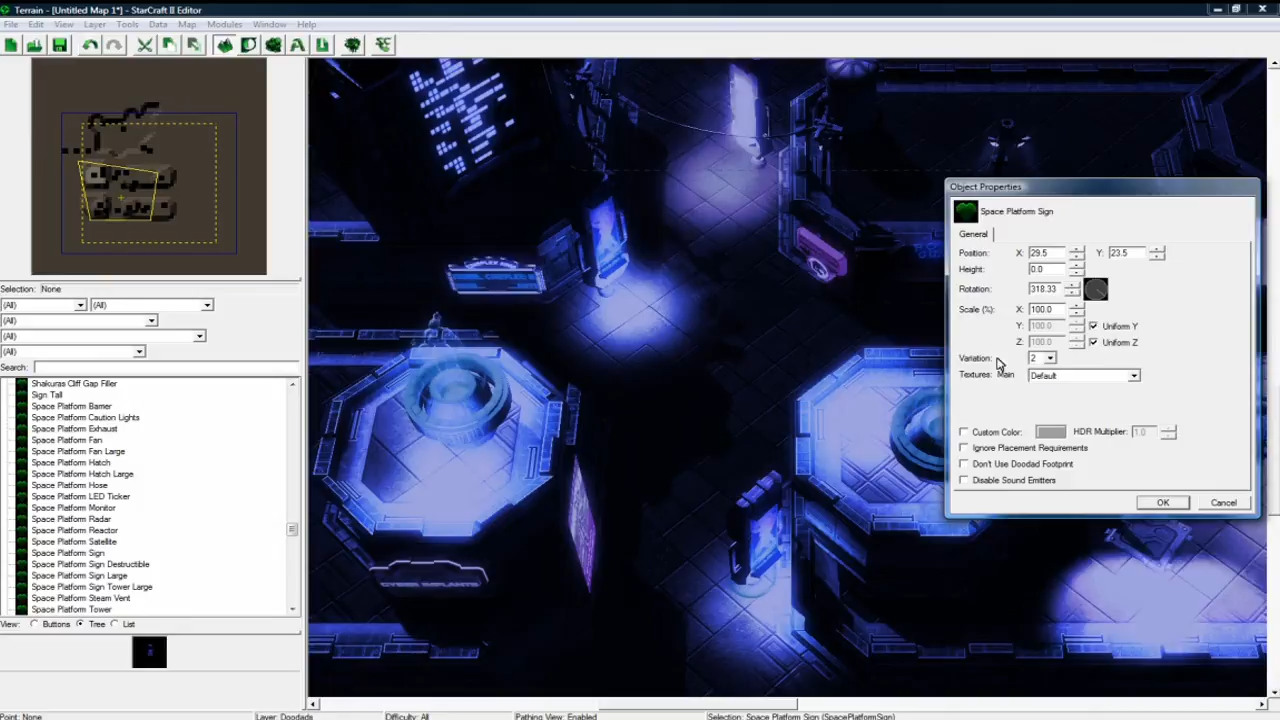 Terrain - [Untitled Map 1*] - StarCraft II Editor
File Edit View Layer Tools Data Map Modules Window Help
Selection: None
(All) (All)
(All)
(All)
(All)
Search:
Shakuras Cliff Gap Filler
Sign Tall
Space Platform Barrier
Space Platform Caution Lights
Space Platform Exhaust
Space Platform Fan
Space Platform Fan Large
Space Platform Hatch
Space Platform Hatch Large
Space Platform Hose
Space Platform LED Ticker
Space Platform Monitor
Space Platform Radar
Space Platform Reactor
Space Platform Satellite
Space Platform Sign
Space Platform Sign Destructible
Space Platform Sign Large
Space Platform Sign Tower Large
Space Platform Steam Vent
Space Platform Tower
View: Buttons Tree List
CYBER IMPLANTS
Object Properties
Space Platform Sign
General
Position: X: 29.5 Y: 23.5
Height: 0.0
Rotation: 318.33
Scale (%): X: 100.0
Y: 100.0 Uniform Y
Z: 100.0 Uniform Z
Variation: 2
Textures: Main Default
Custom Color: HDR Multiplier: 1.0
Ignore Placement Requirements
Don't Use Doodad Footprint
Disable Sound Emitters
OK Cancel
Point: None Layer: Doodads Difficulty: All Pathing View: Enabled Selection: Space Platform Sign (SpacePlatformSign)